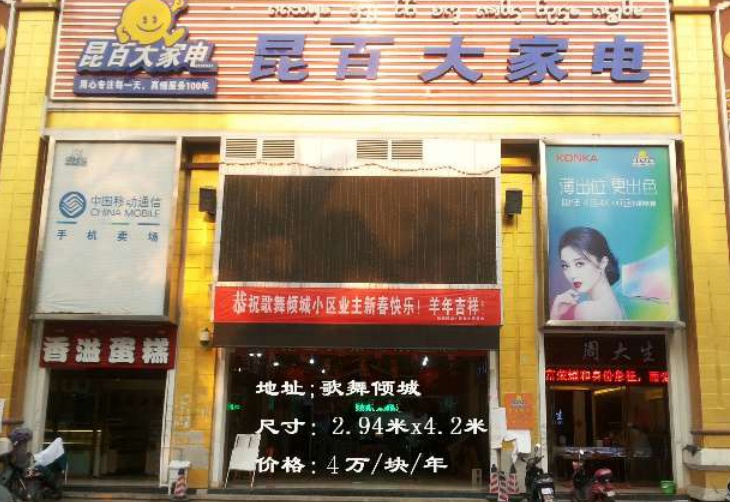 昆百大家电
用心专注每一天，真情服务100年
昆百大家电
中国移动通信
CHINA MOBILE
手机卖场
KONKA
薄出位 更出色
恭祝歌舞倾城小区业主新春快乐！羊年吉祥
香溢蛋糕
周大生
地址;歌舞倾城
尺寸：2.94米x4.2米
价格：4万/块/年